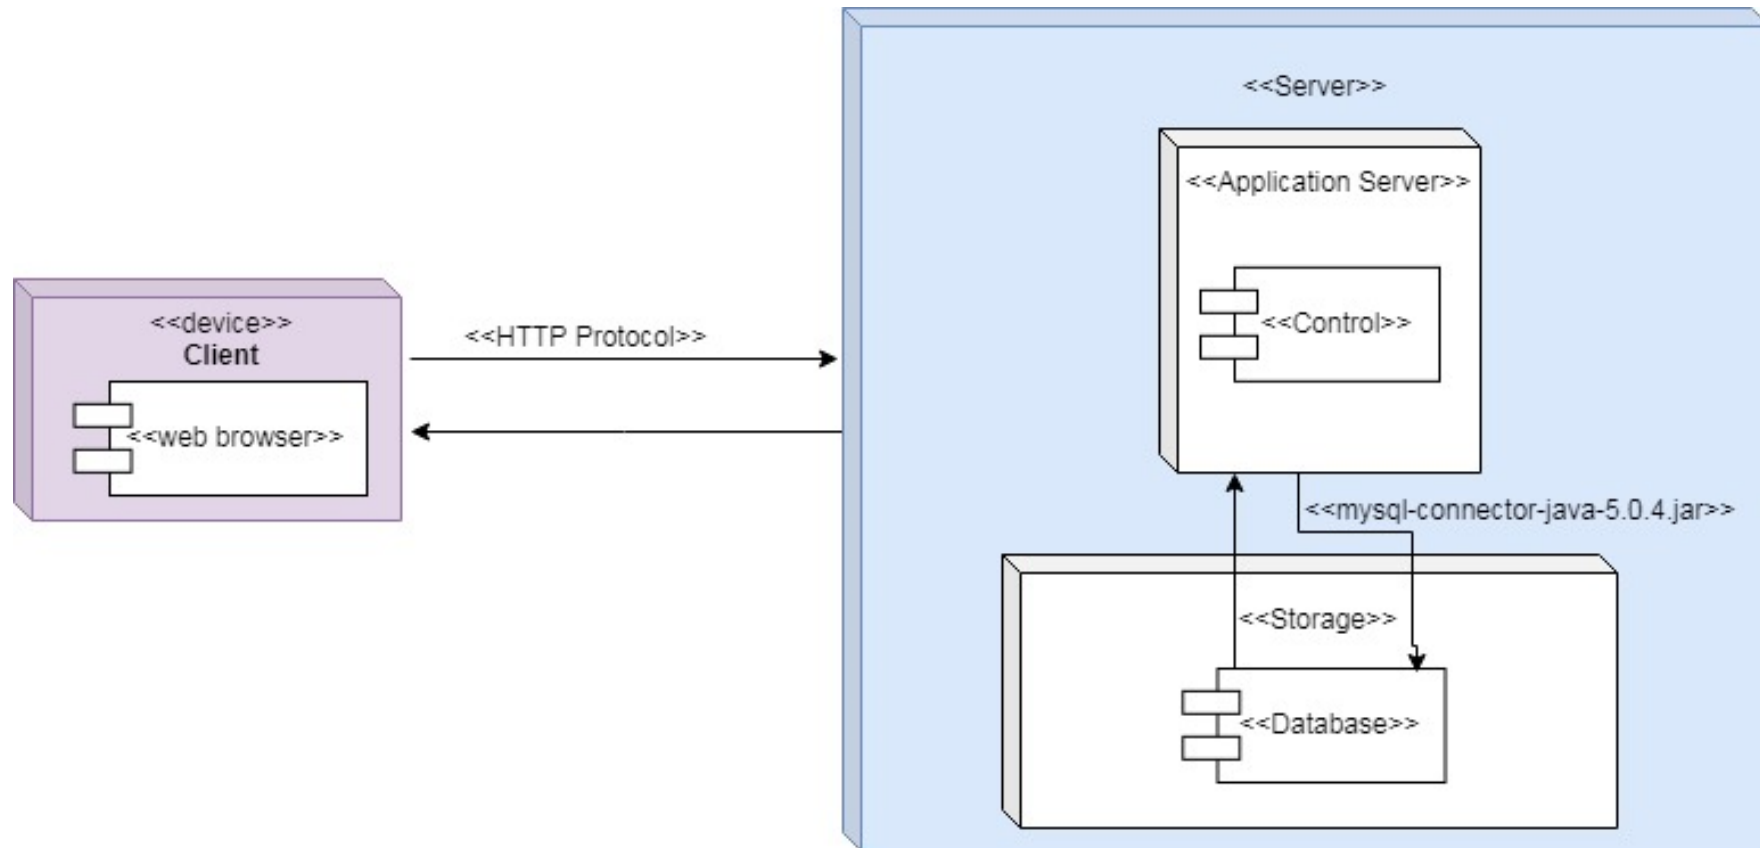 <<Server>>
<<Application Server>>
<<Control>>
<<device>>
Client
<<web browser>>
<<HTTP Protocol>>
<<mysql-connector-java-5.0.4.jar>>
<<Storage>>
<<Database>>